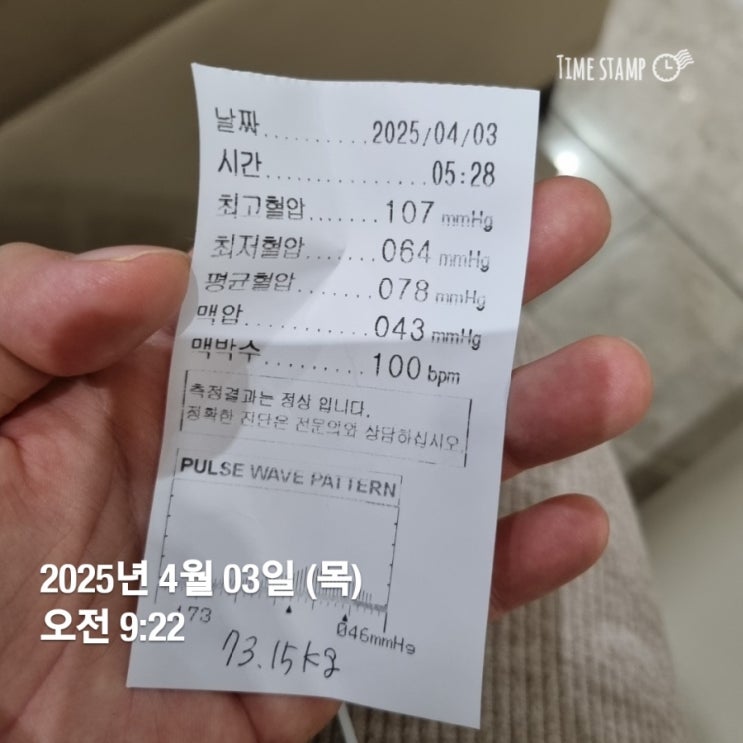 TIME STAMP
날짜..........2025/04/03
시간...............05:28
최고혈압.......107 mmHg
최저혈압.......064 mmHg
평균혈압.......078 mmHg
맥압............043 mmHg
맥박수.........100 bpm
측정결과는 정상 입니다.
정확한 진단은 전문의와 상담하십시오.
PULSE WAVE PATTERN
173
046mmHg
73.15kg
2025년 4월 03일 (목)
오전 9:22